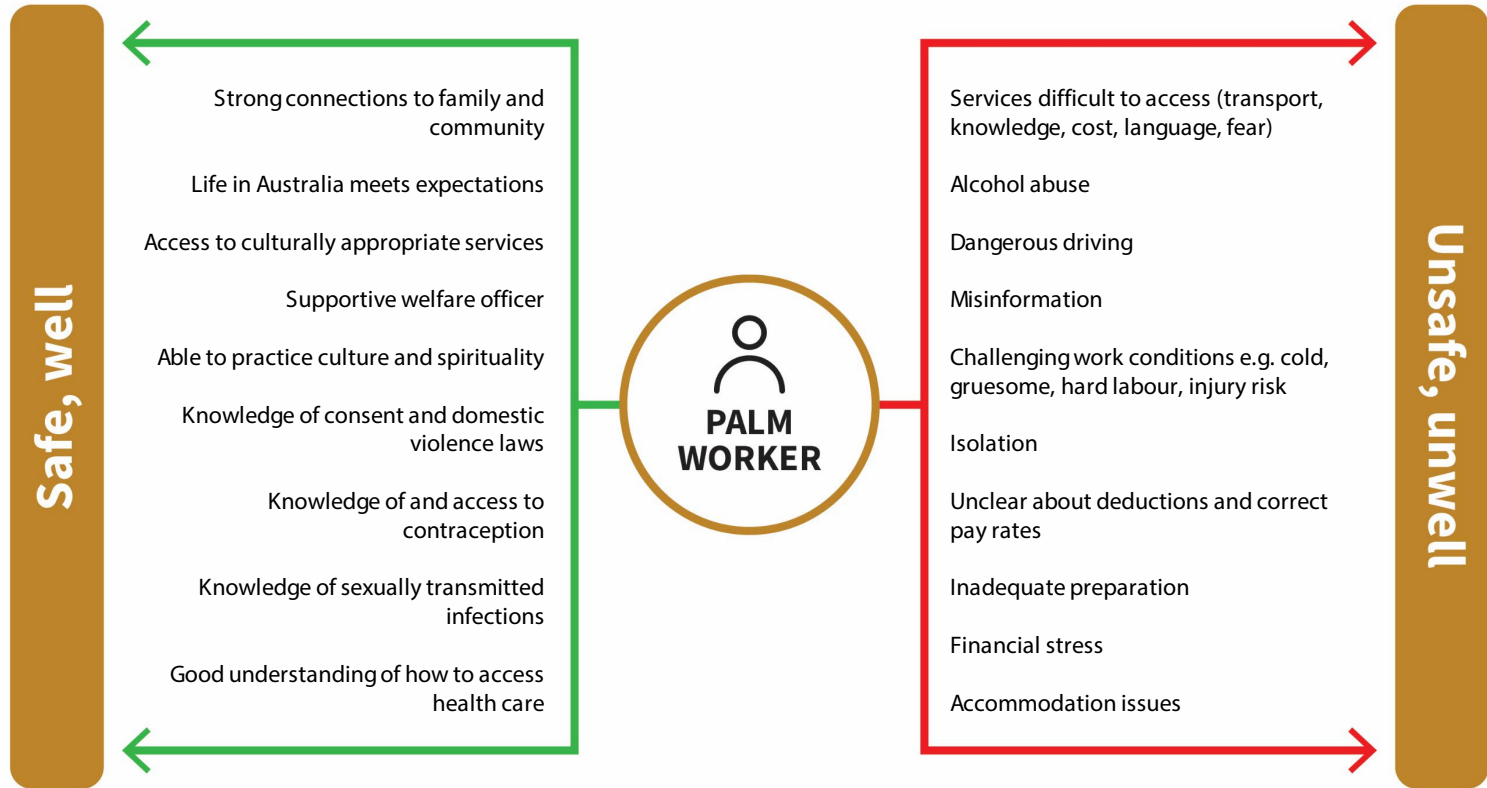 Safe, well
Strong connections to family and
community
Life in Australia meets expectations
Access to culturally appropriate services
Supportive welfare officer
Able to practice culture and spirituality
Knowledge of consent and domestic
violence laws
Knowledge of and access to
contraception
Knowledge of sexually transmitted
infections
Good understanding of how to access
health care
PALM
WORKER
Services difficult to access (transport,
knowledge, cost, language, fear)
Alcohol abuse
Dangerous driving
Misinformation
Challenging work conditions e.g. cold,
gruesome, hard labour, injury risk
Isolation
Unclear about deductions and correct
pay rates
Inadequate preparation
Financial stress
Accommodation issues
Unsafe, unwell